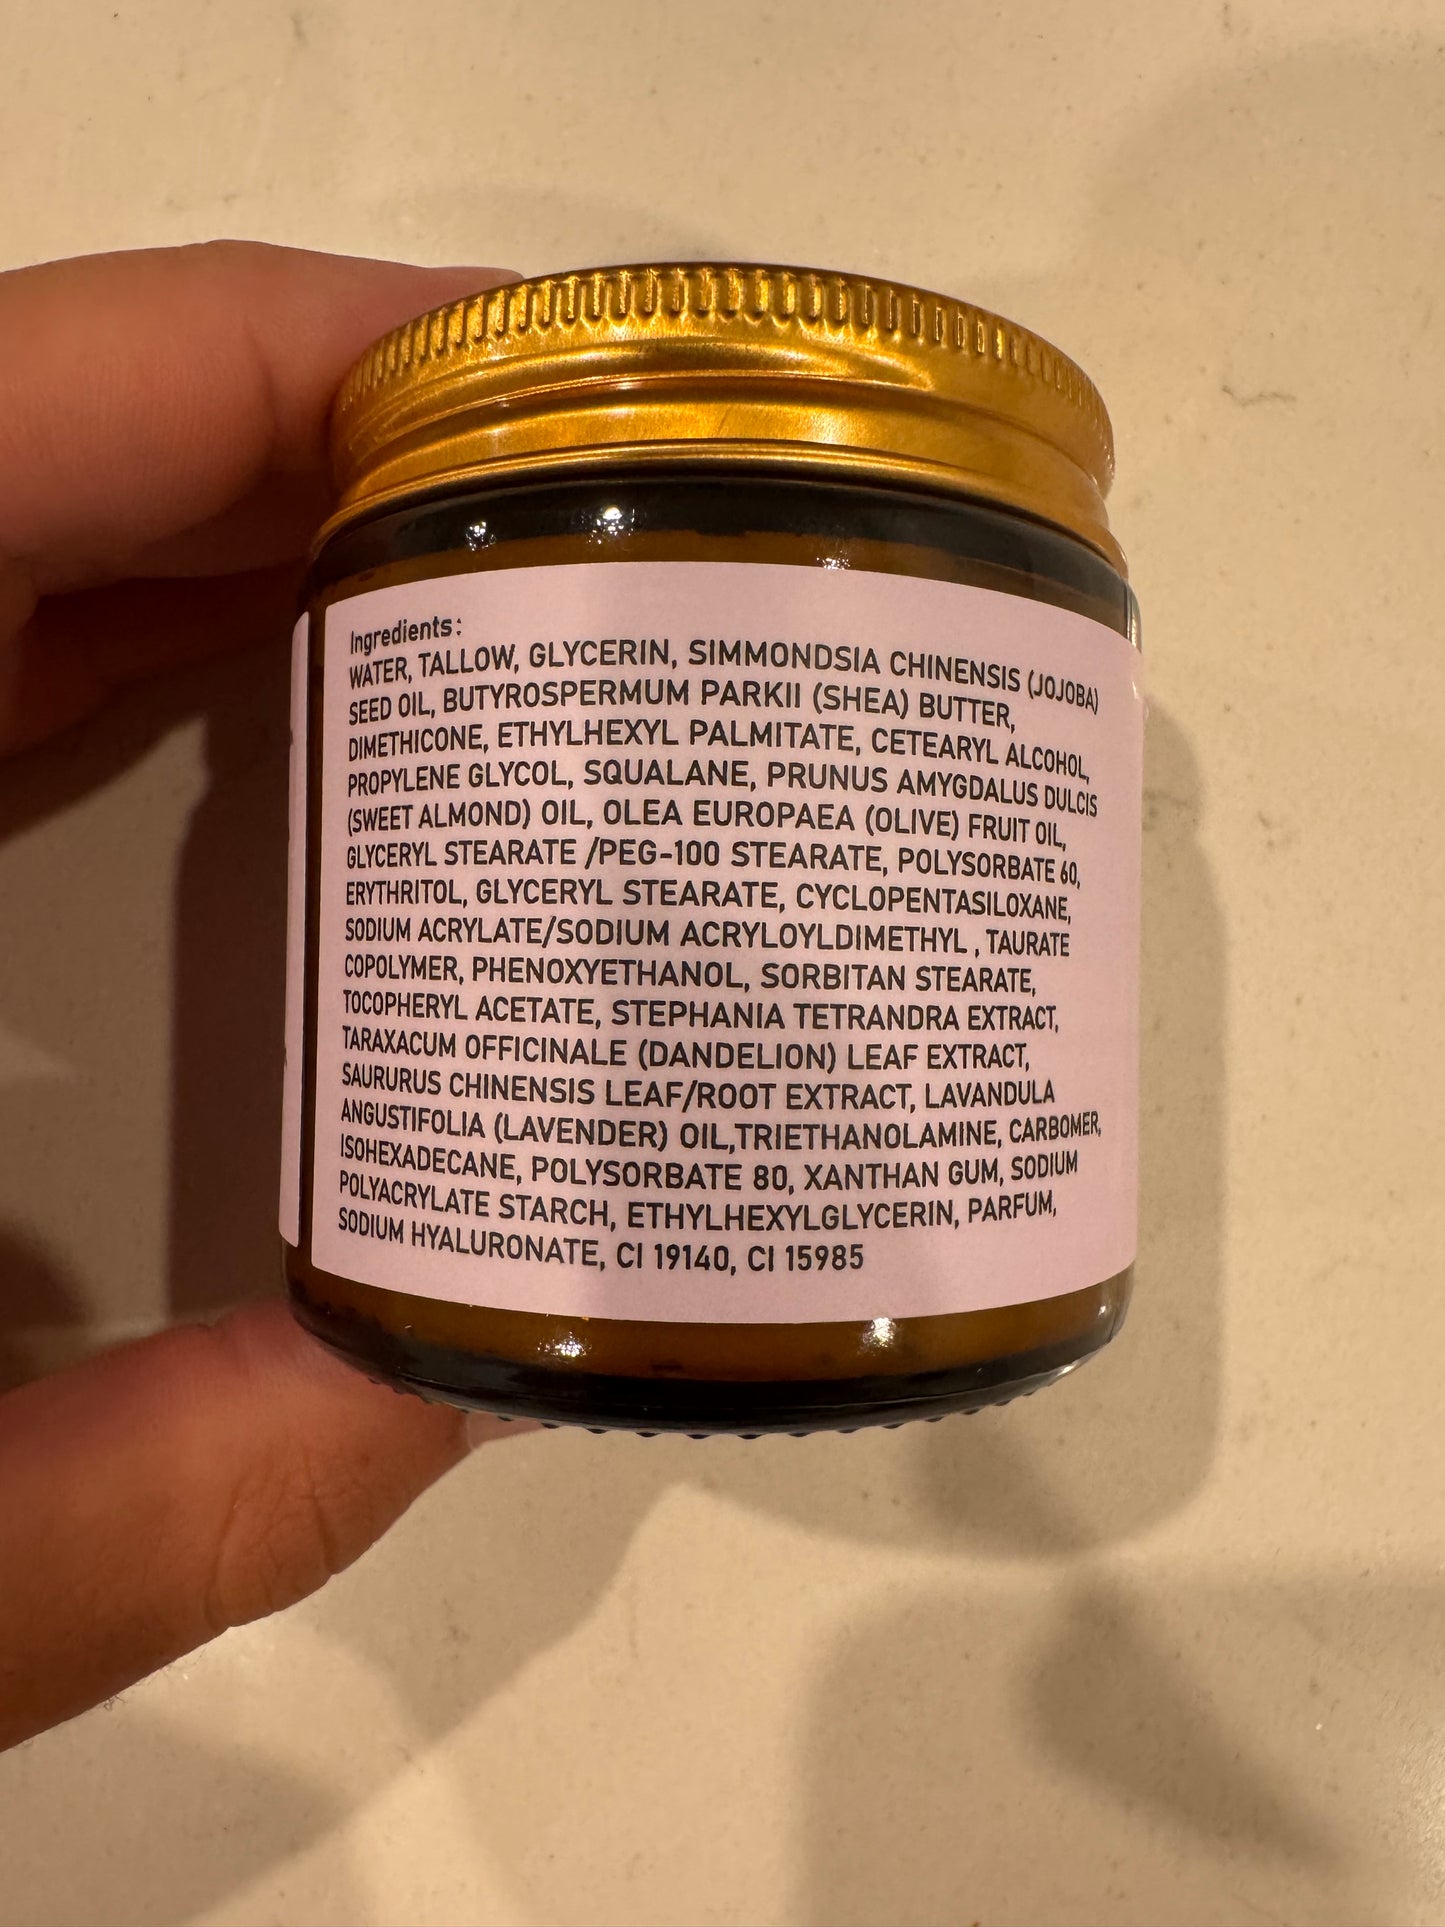 Ingredients:
WATER, TALLOW, GLYCERIN, SIMMONDSIA CHINENSIS (JOJOBA)
SEED OIL, BUTYROSPERMUM PARKII (SHEA) BUTTER,
DIMETHICONE, ETHYLHEXYL PALMITATE, CETEARYL ALCOHOL,
PROPYLENE GLYCOL, SQUALANE, PRUNUS AMYGDALUS DULCIS
(SWEET ALMOND) OIL, OLEA EUROPAEA (OLIVE) FRUIT OIL,
GLYCERYL STEARATE /PEG-100 STEARATE, POLYSORBATE 60,
ERYTHRITOL, GLYCERYL STEARATE, CYCLOPENTASILOXANE,
SODIUM ACRYLATE/SODIUM ACRYLOYLDIMETHYL , TAURATE
COPOLYMER, PHENOXYETHANOL, SORBITAN STEARATE,
TOCOPHERYL ACETATE, STEPHANIA TETRANDRA EXTRACT,
TARAXACUM OFFICINALE (DANDELION) LEAF EXTRACT,
SAURURUS CHINENSIS LEAF/ROOT EXTRACT, LAVANDULA
ANGUSTIFOLIA (LAVENDER) OIL,TRIETHANOLAMINE, CARBOMER,
ISOHEXADECANE, POLYSORBATE 80, XANTHAN GUM, SODIUM
POLYACRYLATE STARCH, ETHYLHEXYLGLYCERIN, PARFUM,
SODIUM HYALURONATE, CI 19140, CI 15985